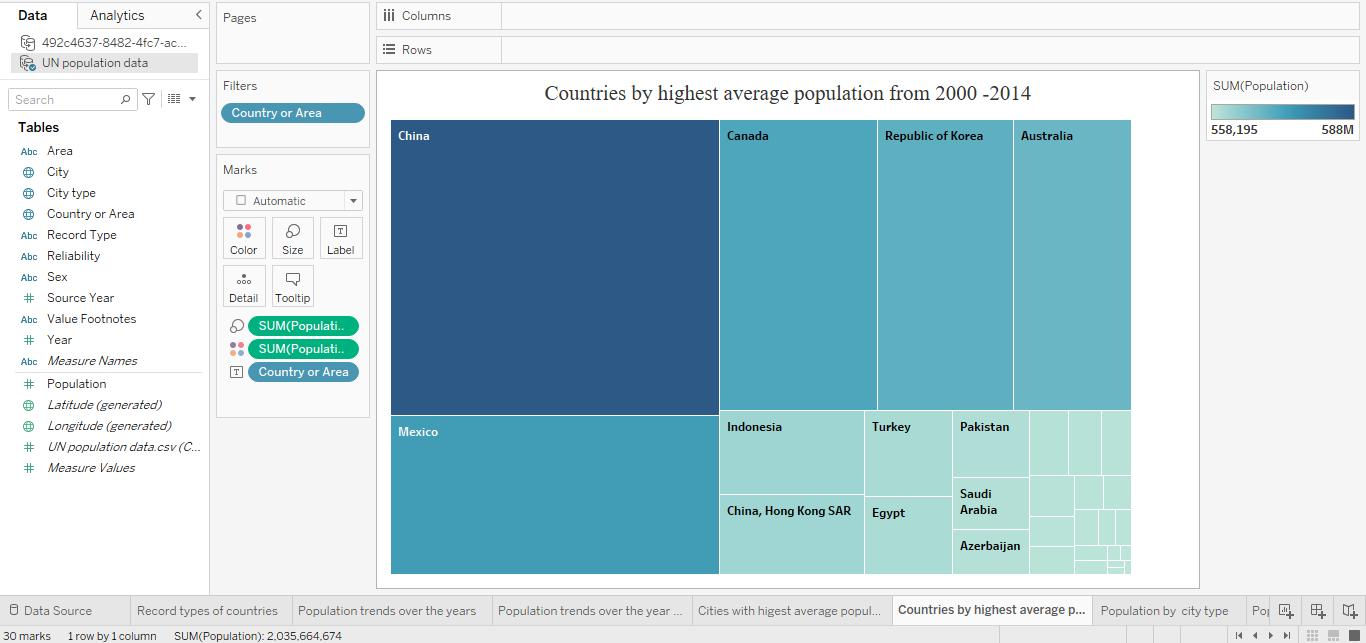 Data
Analytics
492c4637-8482-4fc7-ac...
UN population data
Search
Tables
Abc Area
City
City type
Country or Area
Abc Record Type
Abc Reliability
Abc Sex
Source Year
Abc Value Footnotes
Year
Abc Measure Names
Population
Latitude (generated)
Longitude (generated)
UN population data.csv (C...
Measure Values
Pages
Filters
Country or Area
Marks
Automatic
Color Size Label
Detail Tooltip
SUM(Populati..
SUM(Populati..
Country or Area
Columns
Rows
Countries by highest average population from 2000 -2014
China
Canada
Republic of Korea
Australia
Mexico
Indonesia
Turkey
Pakistan
China, Hong Kong SAR
Egypt
Saudi
Arabia
Azerbaijan
SUM(Population)
558,195 588M
Data Source
Record types of countries
Population trends over the years
Population trends over the year ...
Cities with higest average popul...
Countries by highest average p...
Population by city type
Po
30 marks 1 row by 1 column SUM(Population): 2,035,664,674